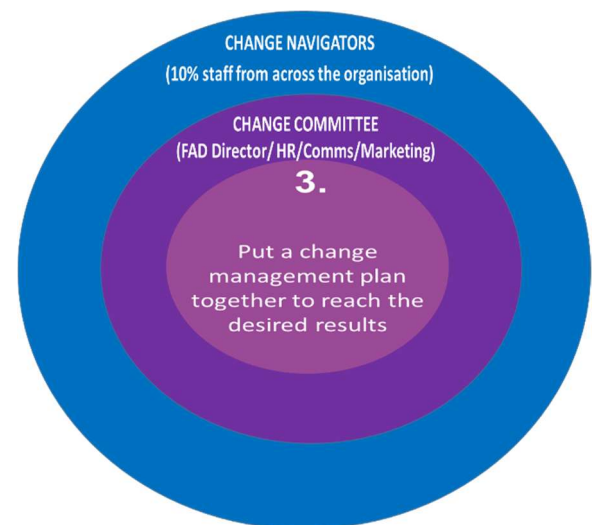 CHANGE NAVIGATORS
(10% staff from across the organisation)
CHANGE COMMITTEE
(FAD Director/ HR/Comms/Marketing)
3.
Put a change
management plan
together to reach the
desired results